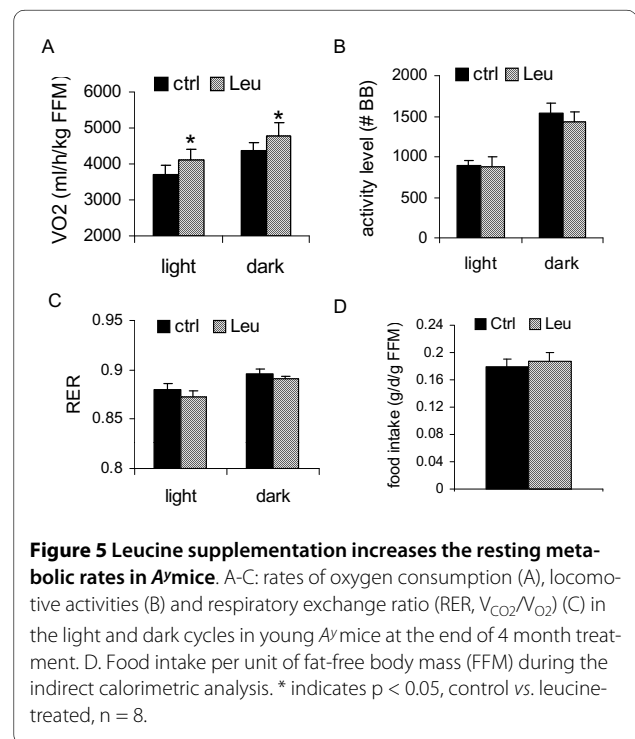 A
ctrl Leu
VO2 (ml/h/kg FFM)
6000
5000
4000
3000
2000
* *
light dark
B
ctrl Leu
activity level (# BB)
2000
1500
1000
500
0
light dark
C
ctrl Leu
RER
0.95
0.9
0.85
0.8
light dark
D
Ctrl Leu
food intake (g/d/g FFM)
0.24
0.2
0.16
0.12
0.08
0.04
0
Figure 5 Leucine supplementation increases the resting meta-
bolic rates in Aʸ mice. A-C: rates of oxygen consumption (A), locomo-
tive activities (B) and respiratory exchange ratio (RER, V_CO2/V_O2) (C) in
the light and dark cycles in young Aʸ mice at the end of 4 month treat-
ment. D. Food intake per unit of fat-free body mass (FFM) during the
indirect calorimetric analysis. * indicates p < 0.05, control vs. leucine-
treated, n = 8.